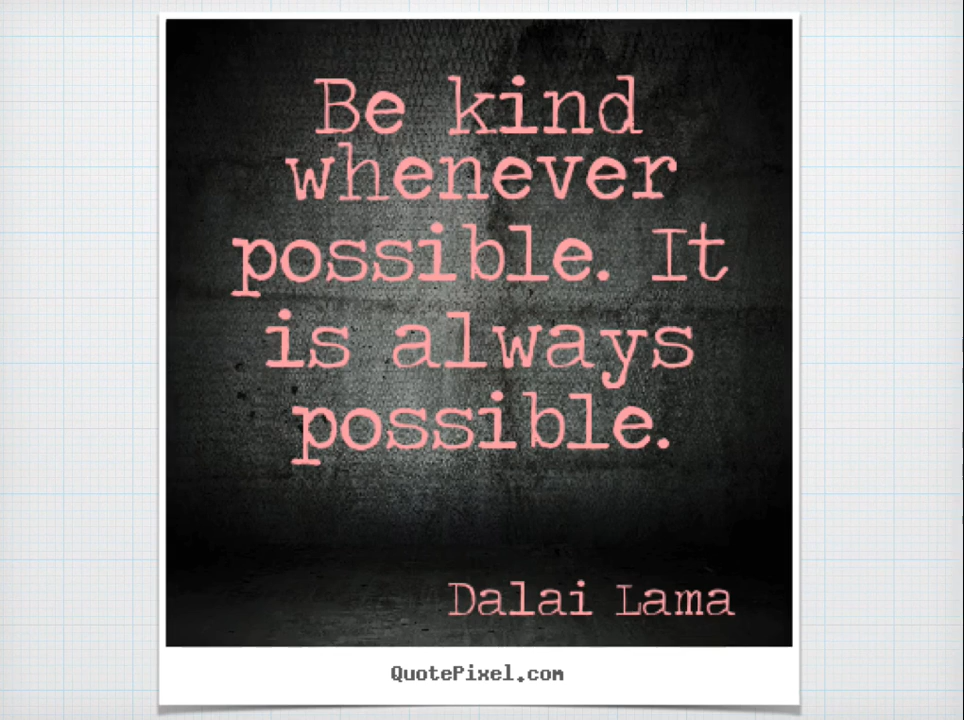 Be kind
whenever
possible. It
is always
possible.
Dalai Lama
QuotePixel.com